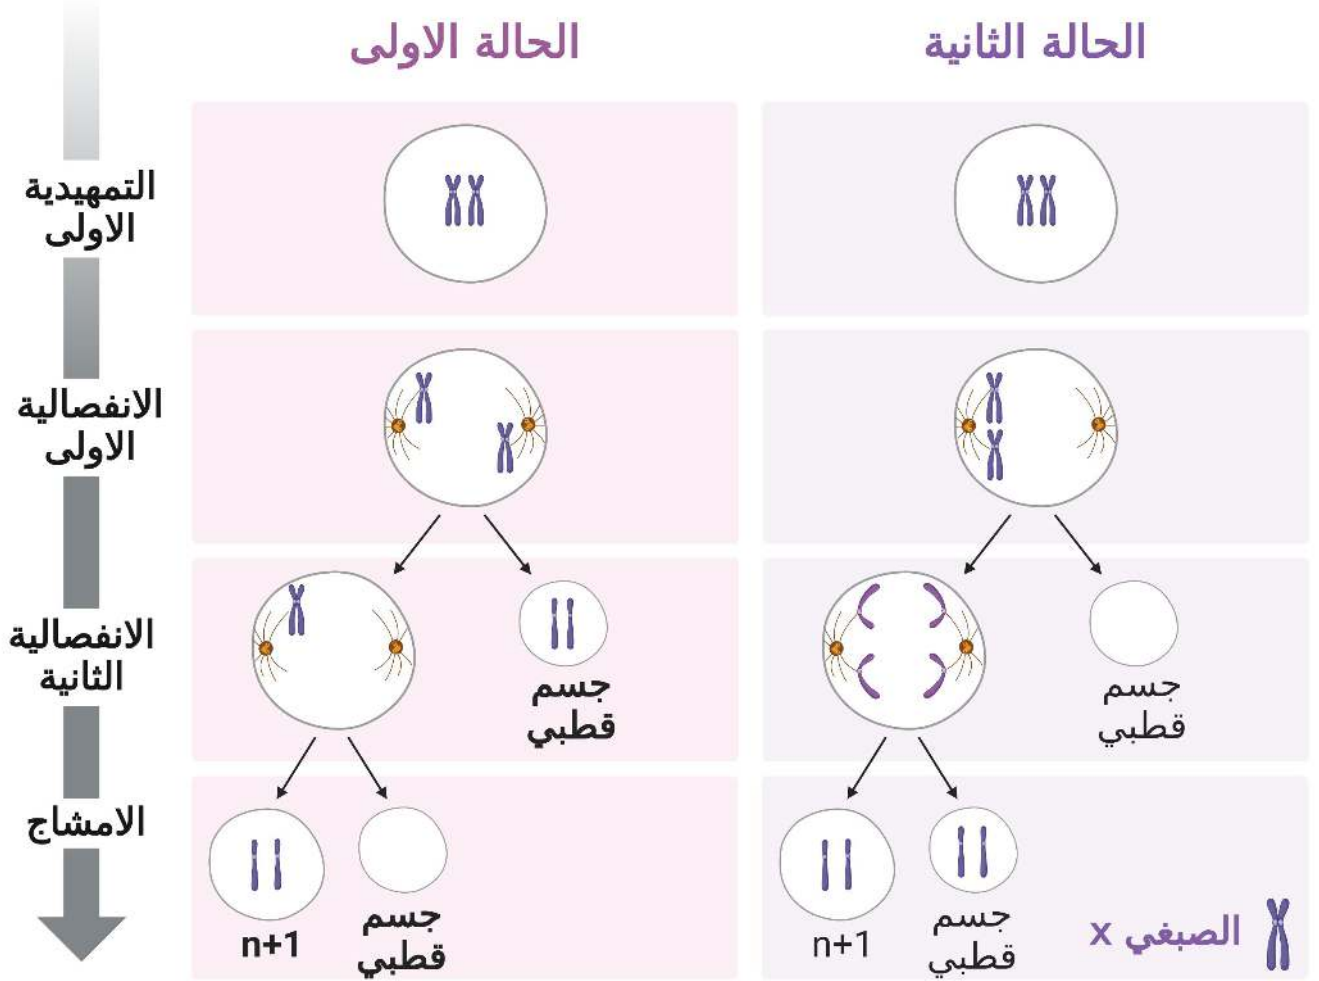 الحالة الثانية
الحالة الاولى
التمهيدية
الاولى
الانفصالية
الاولى
الانفصالية
الثانية
جسم
قطبي
جسم
قطبي
الامشاج
n+1
جسم
قطبي
n+1
جسم
قطبي
الصبغي x